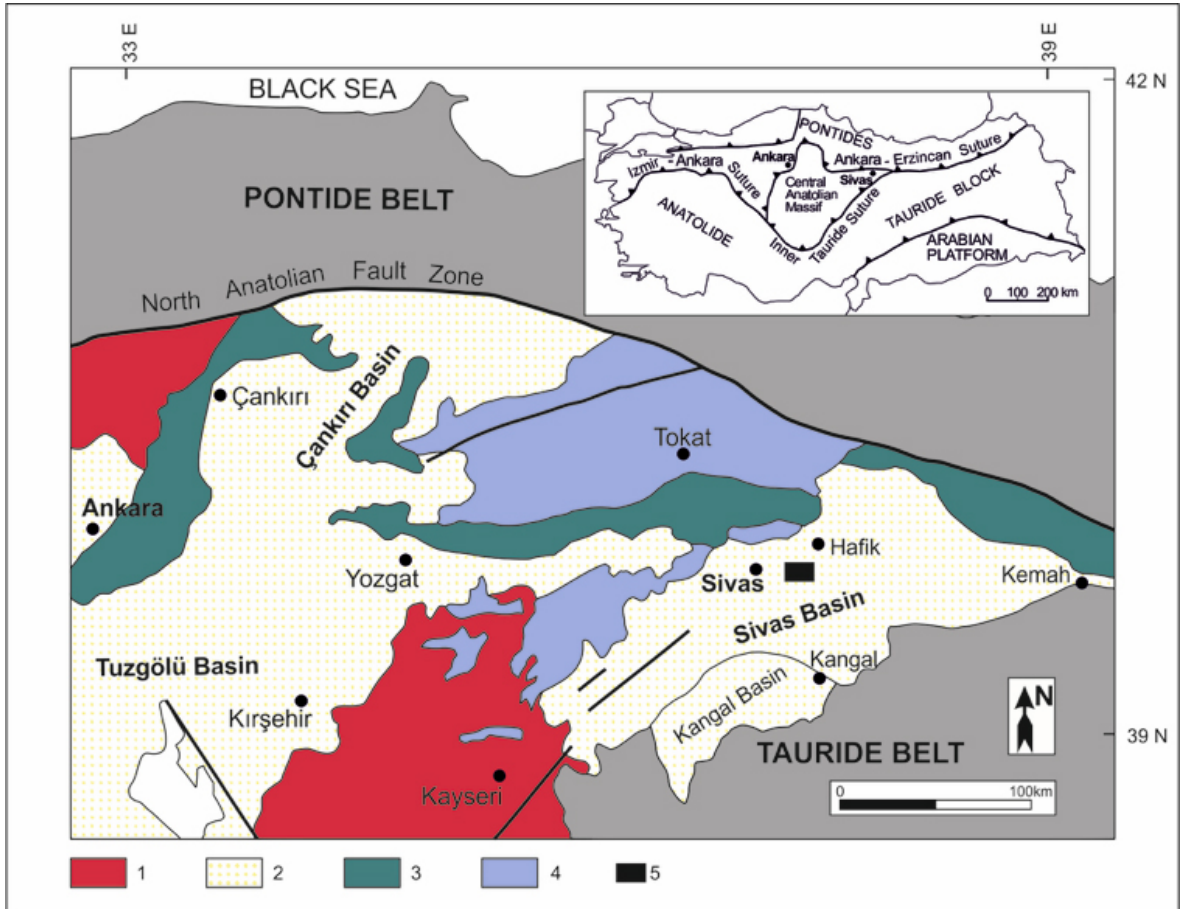 33 E
39 E
42 N
BLACK SEA
PONTIDES
Ankara
Ankara - Erzincan Suture
Izmir - Ankara Suture
Sivas
Central
Anatolian
Massif
TAURIDE BLOCK
ANATOLIDE
Inner Tauride Suture
ARABIAN
PLATFORM
0 100 200 km
PONTIDE BELT
North Anatolian Fault Zone
Çankırı Basin
Çankırı
Tokat
Ankara
Hafik
Yozgat
Sivas
Kemah
Sivas Basin
Tuzgölü Basin
Kangal
Kangal Basin
Kırşehir
N
39 N
TAURIDE BELT
Kayseri
0 100km
1 2 3 4 5